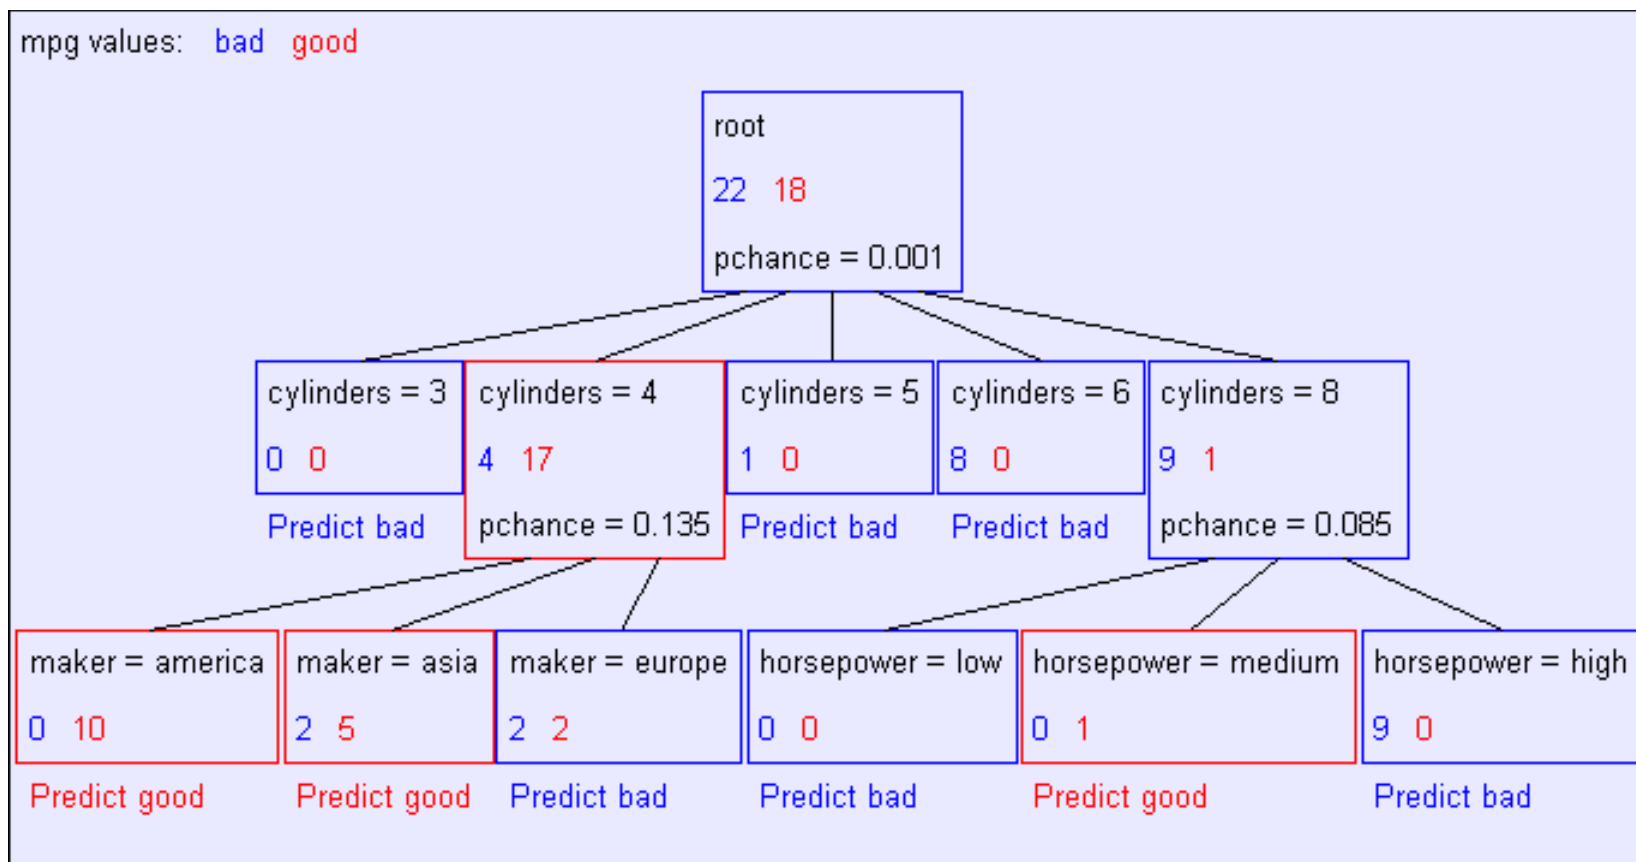 mpg values: bad good
root
22 18
pchance = 0.001
cylinders = 3 cylinders = 4 cylinders = 5 cylinders = 6 cylinders = 8
0 0 4 17 1 0 8 0 9 1
Predict bad pchance = 0.135 Predict bad Predict bad pchance = 0.085
maker = america maker = asia maker = europe horsepower = low horsepower = medium horsepower = high
0 10 2 5 2 2 0 0 0 1 9 0
Predict good Predict good Predict bad Predict bad Predict good Predict bad